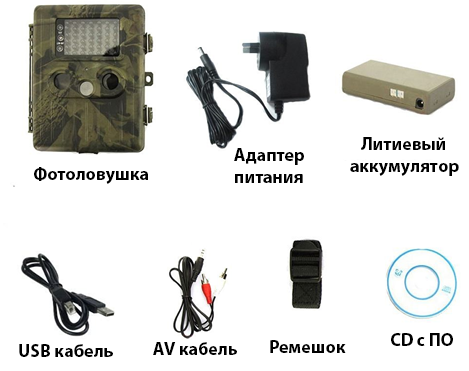 Фотоловушка
Адаптер
питания
Литиевый
аккумулятор
USB кабель
AV кабель
Ремешок
CD с ПО